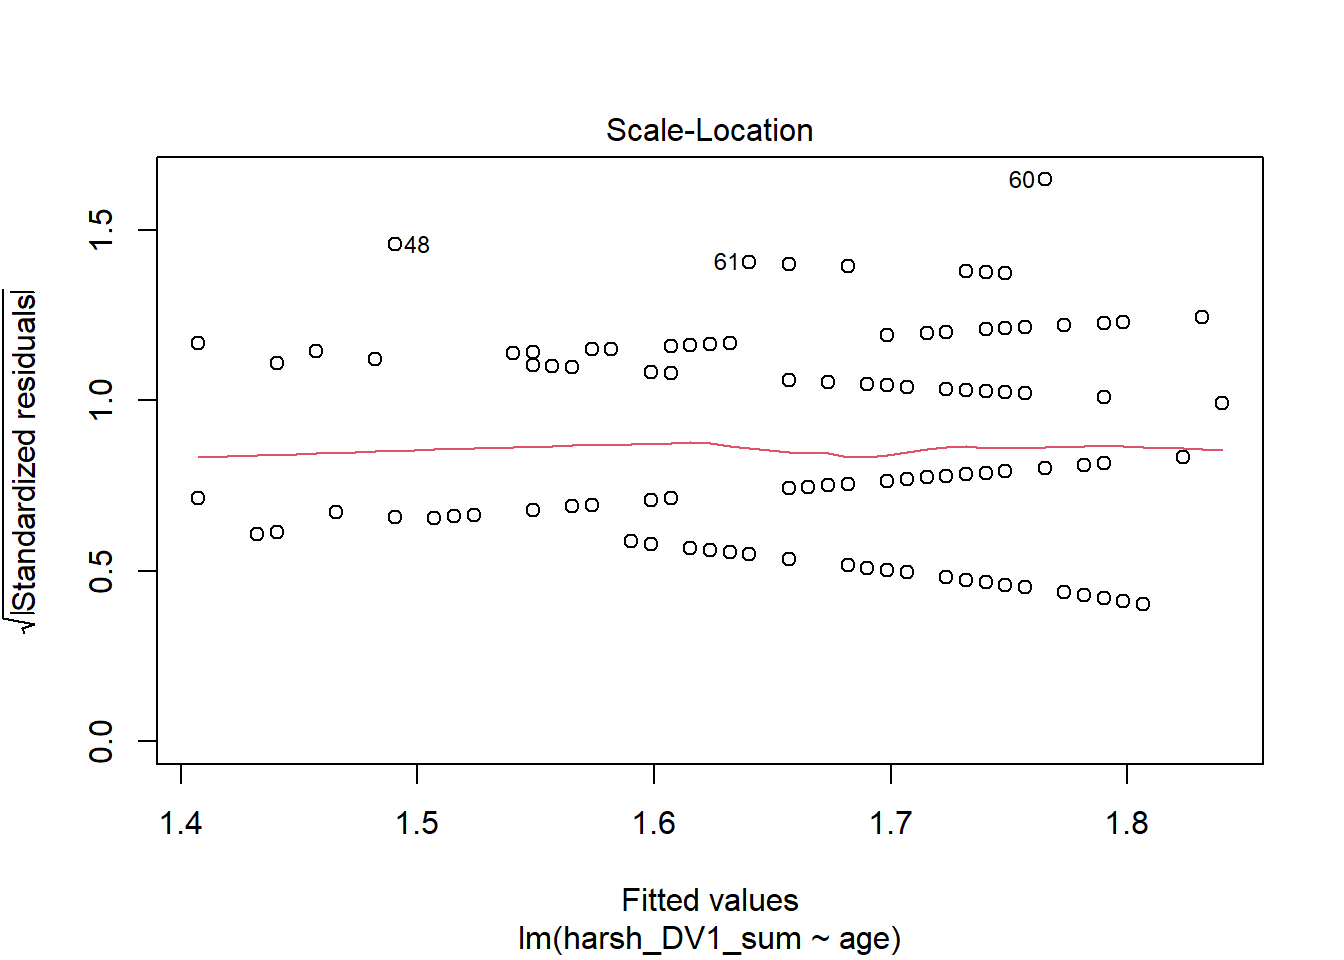 Scale-Location
√|Standardized residuals|
1.5
1.0
0.5
0.0
60
48
61
1.4 1.5 1.6 1.7 1.8
Fitted values
lm(harsh_DV1_sum ~ age)